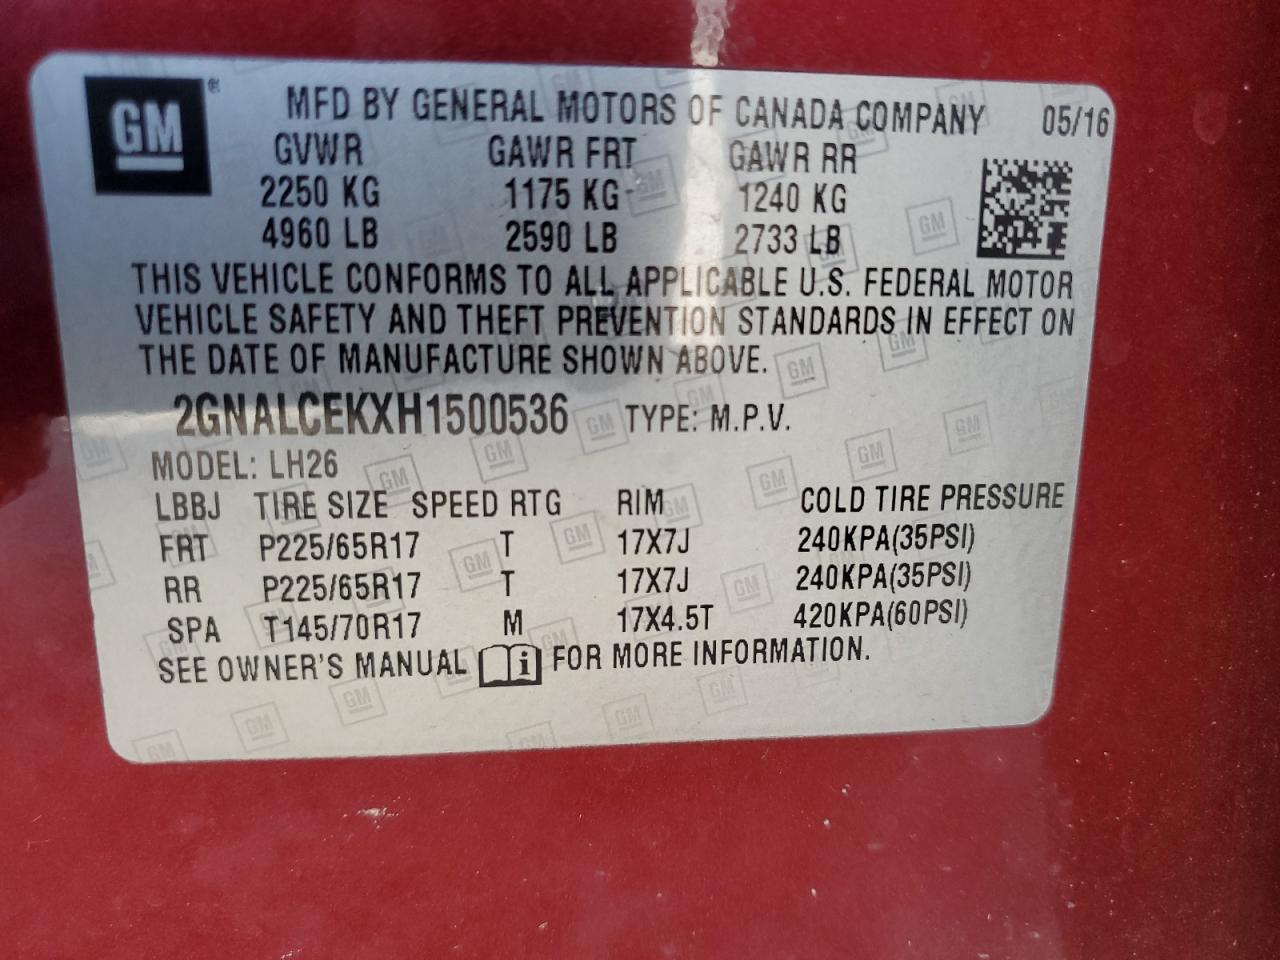 GM ® MFD BY GENERAL MOTORS OF CANADA COMPANY 05/16
GVWR GAWR FRT GAWR RR
2250 KG 1175 KG 1240 KG
4960 LB 2590 LB 2733 LB
THIS VEHICLE CONFORMS TO ALL APPLICABLE U.S. FEDERAL MOTOR
VEHICLE SAFETY AND THEFT PREVENTION STANDARDS IN EFFECT ON
THE DATE OF MANUFACTURE SHOWN ABOVE.
2GNALCEKXH1500536 TYPE: M.P.V.
MODEL: LH26
LBBJ TIRE SIZE SPEED RTG RIM COLD TIRE PRESSURE
FRT P225/65R17 T 17X7J 240KPA(35PSI)
RR P225/65R17 T 17X7J 240KPA(35PSI)
SPA T145/70R17 M 17X4.5T 420KPA(60PSI)
SEE OWNER'S MANUAL i FOR MORE INFORMATION.